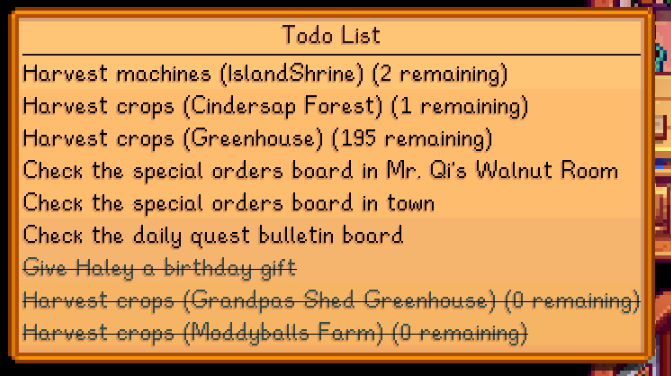 Todo List
Harvest machines (IslandShrine) (2 remaining)
Harvest crops (Cindersap Forest) (1 remaining)
Harvest crops (Greenhouse) (195 remaining)
Check the special orders board in Mr. Qi's Walnut Room
Check the special orders board in town
Check the daily quest bulletin board
Give Haley a birthday gift
Harvest crops (Grandpas Shed Greenhouse) (0 remaining)
Harvest crops (Moddyballs Farm) (0 remaining)